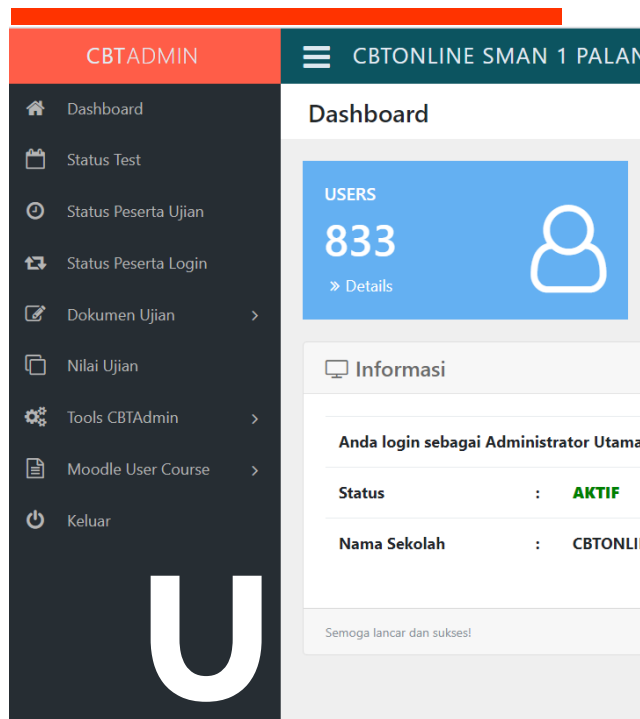 CBTADMIN
CBTONLINE SMAN 1 PALAN
Dashboard
Status Test
Status Peserta Ujian
Status Peserta Login
Dokumen Ujian
Nilai Ujian
Tools CBTAdmin
Moodle User Course
Keluar
U
Dashboard
USERS
833
» Details
Informasi
Anda login sebagai Administrator Utama
Status : AKTIF
Nama Sekolah : CBTONLI
Semoga lancar dan sukses!